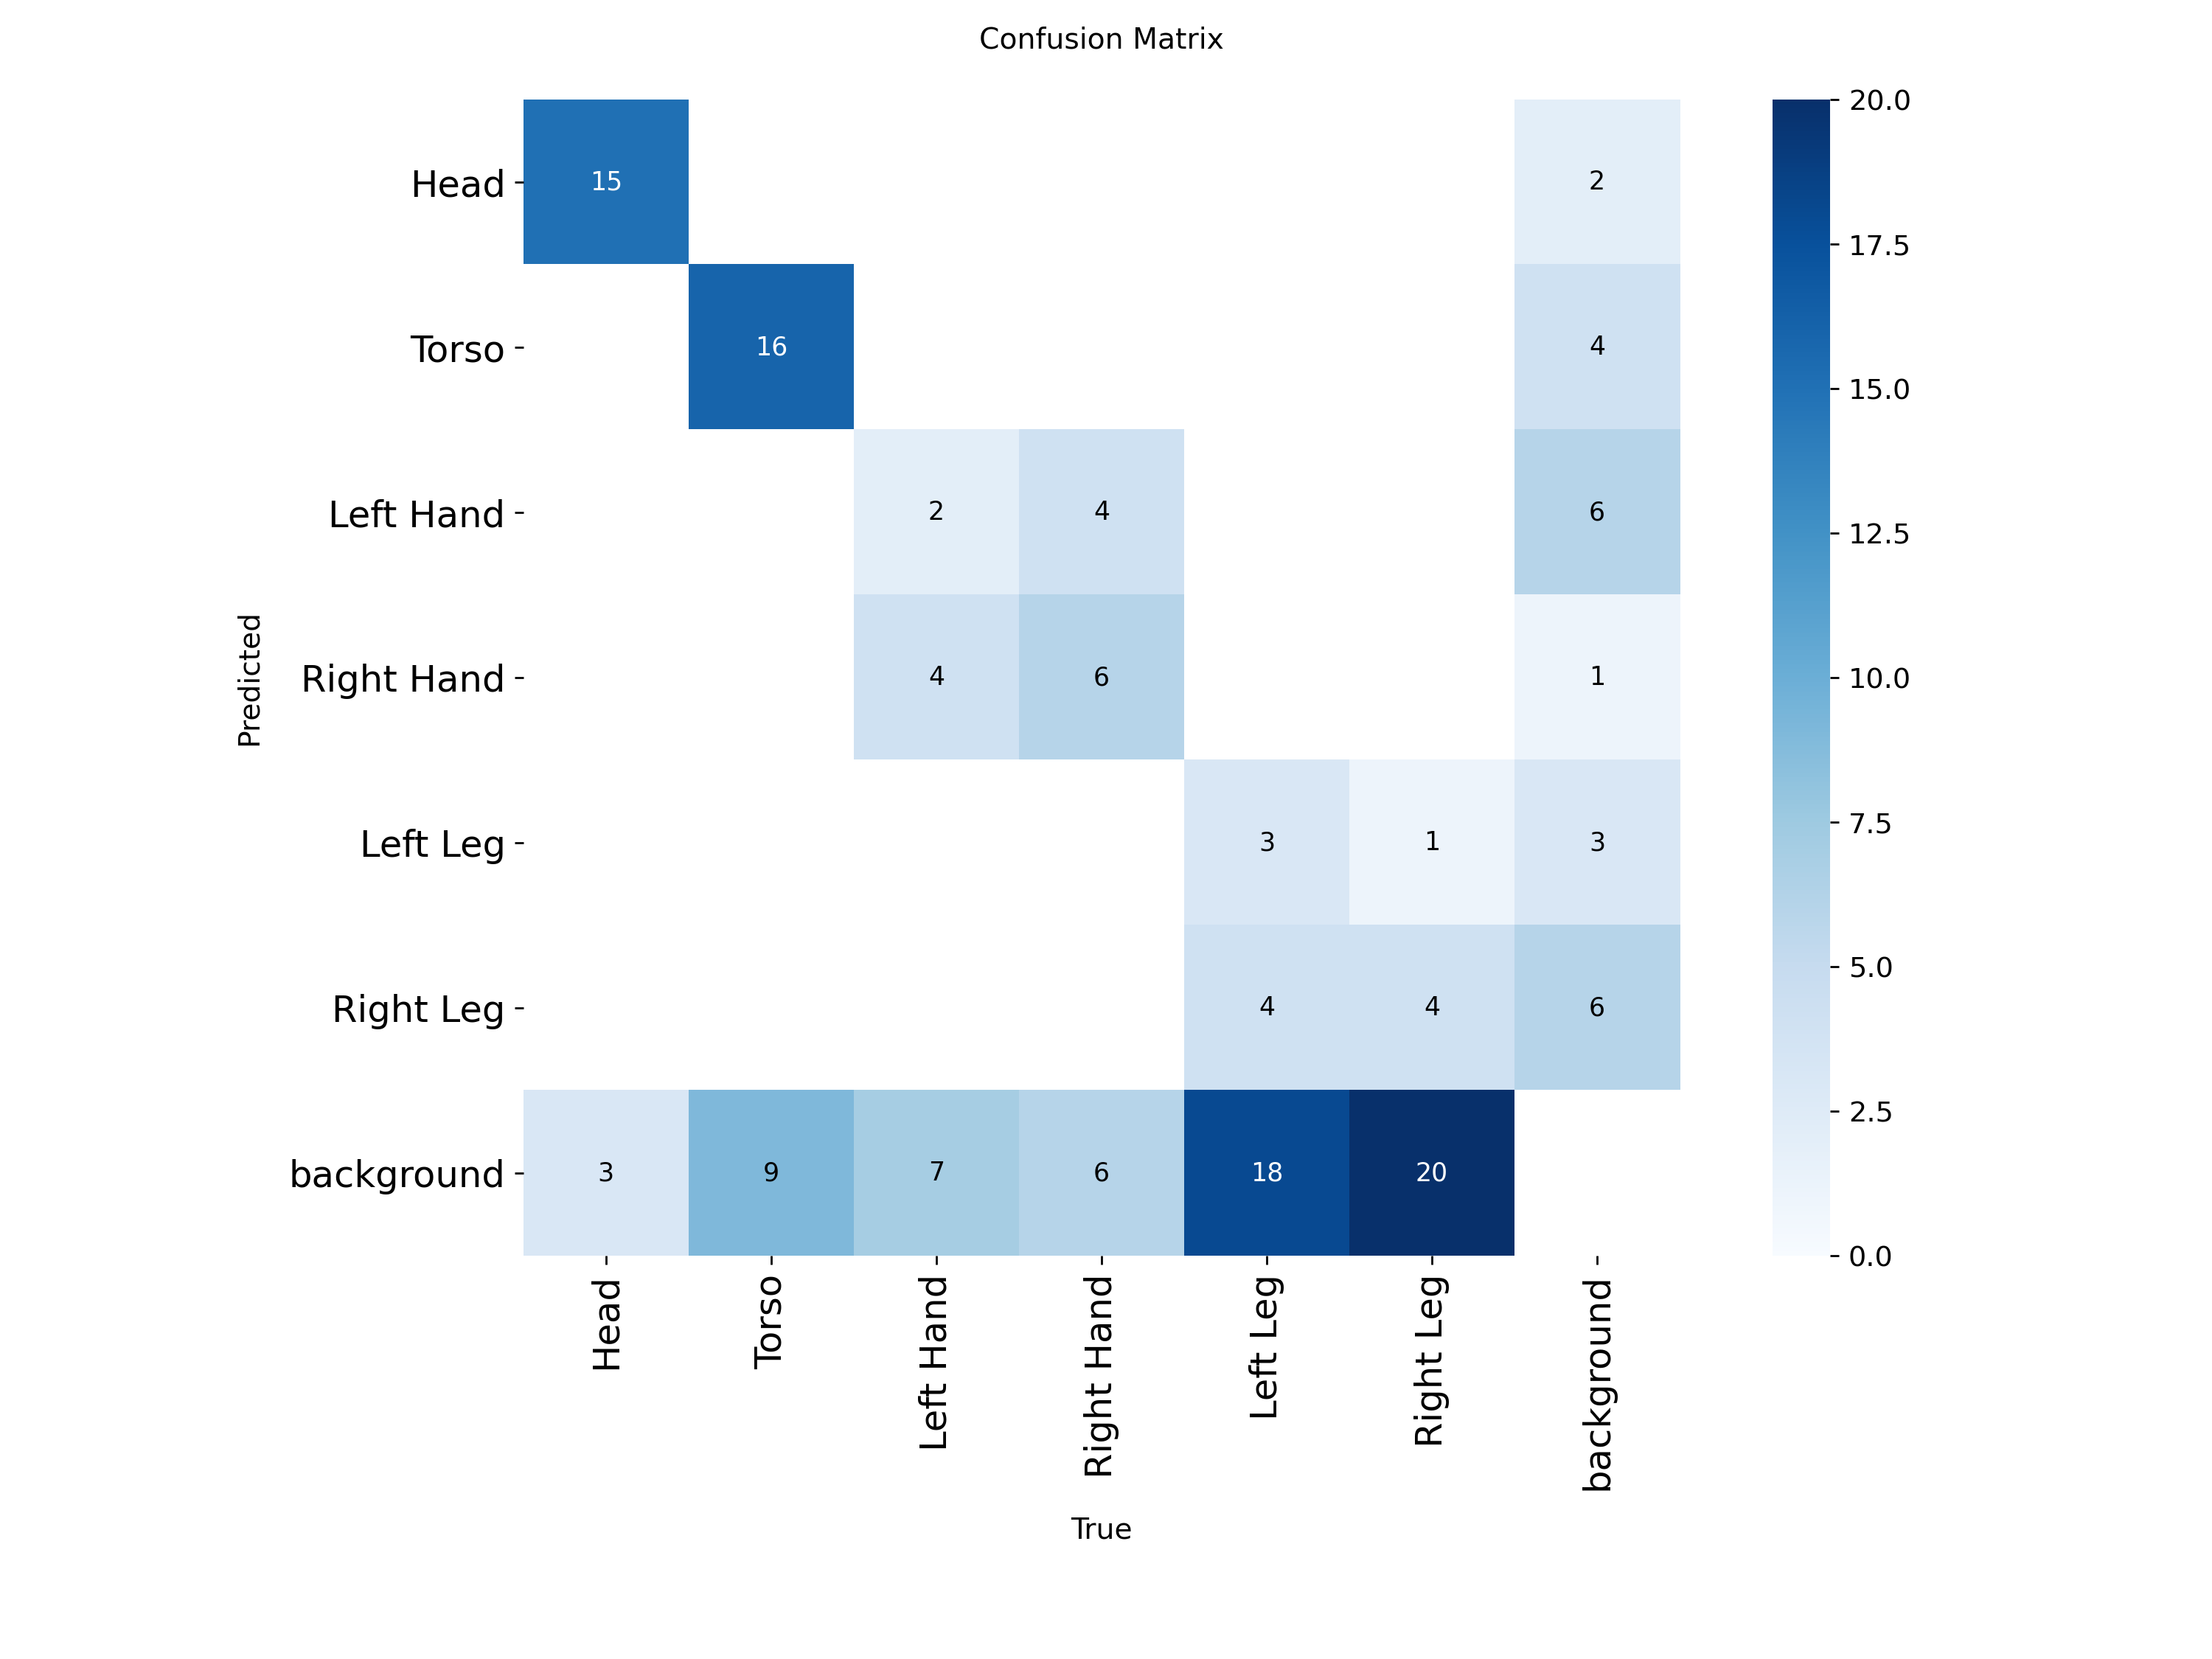 Confusion Matrix
Head
15
2
20.0
17.5
Torso
16
4
15.0
Left Hand
2
4
6
12.5
Predicted
Right Hand
4
6
1
10.0
Left Leg
3
1
3
7.5
Right Leg
4
4
6
5.0
2.5
background
3
9
7
6
18
20
0.0
Head
Torso
Left Hand
Right Hand
Left Leg
Right Leg
background
True